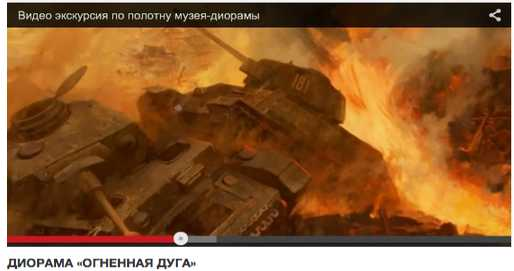 Видео экскурсия по полотну музея-диорамы
181
ДИОРАМА «ОГНЕННАЯ ДУГА»